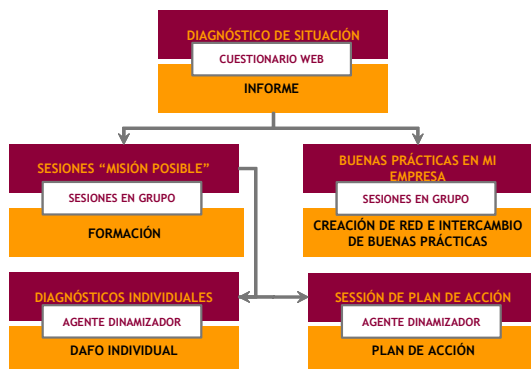 DIAGNÓSTICO DE SITUACIÓN
CUESTIONARIO WEB
INFORME
SESIONES “MISIÓN POSIBLE”
SESIONES EN GRUPO
FORMACIÓN
BUENAS PRÁCTICAS EN MI
EMPRESA
SESIONES EN GRUPO
CREACIÓN DE RED E INTERCAMBIO
DE BUENAS PRÁCTICAS
DIAGNÓSTICOS INDIVIDUALES
AGENTE DINAMIZADOR
DAFO INDIVIDUAL
SESSIÓN DE PLAN DE ACCIÓN
AGENTE DINAMIZADOR
PLAN DE ACCIÓN